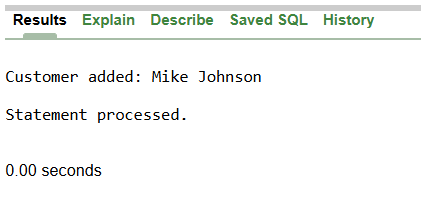 Results Explain Describe Saved SQL History
Customer added: Mike Johnson
Statement processed.
0.00 seconds